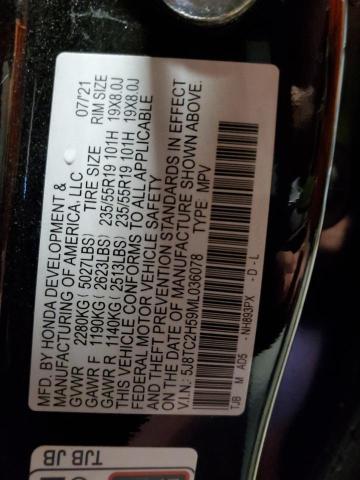 MFD. BY HONDA DEVELOPMENT & 07/'21
MANUFACTURING OF AMERICA, LLC
TIRE SIZE RIM SIZE
GVWR 2280KG ( 5027LBS)
GAWR F 1190KG ( 2623LBS) 235/55R19 101H 19X8.0J
GAWR R 1140KG ( 2513LBS) 235/55R19 101H 19X8.0J
THIS VEHICLE CONFORMS TO ALL APPLICABLE
FEDERAL MOTOR VEHICLE SAFETY
AND THEFT PREVENTION STANDARDS IN EFFECT
ON THE DATE OF MANUFACTURE SHOWN ABOVE.
V.I.N.: 5J8TC2H59ML036078 TYPE: MPV
TJB M AD5 - NH893PX - D - L
TJB JB